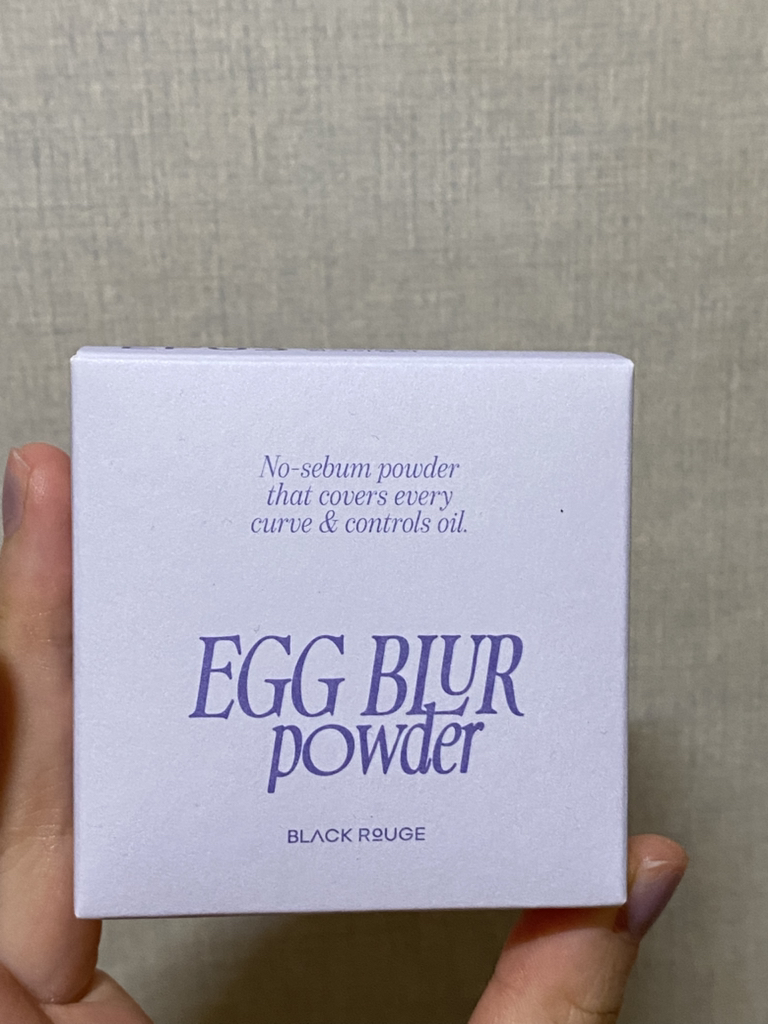 No-sebum powder
that covers every
curve & controls oil.
EGG BLUR
powder
BLACK ROUGE